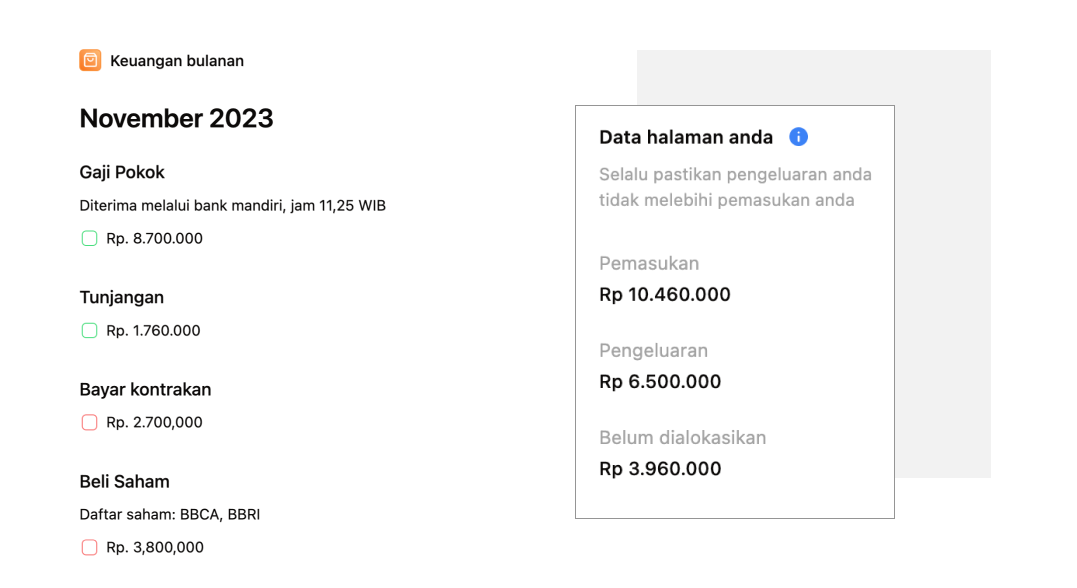 Keuangan bulanan
November 2023
Gaji Pokok
Diterima melalui bank mandiri, jam 11,25 WIB
Rp. 8.700.000
Tunjangan
Rp. 1.760.000
Bayar kontrakan
Rp. 2.700,000
Beli Saham
Daftar saham: BBCA, BBRI
Rp. 3,800,000
Data halaman anda
Selalu pastikan pengeluaran anda
tidak melebihi pemasukan anda
Pemasukan
Rp 10.460.000
Pengeluaran
Rp 6.500.000
Belum dialokasikan
Rp 3.960.000